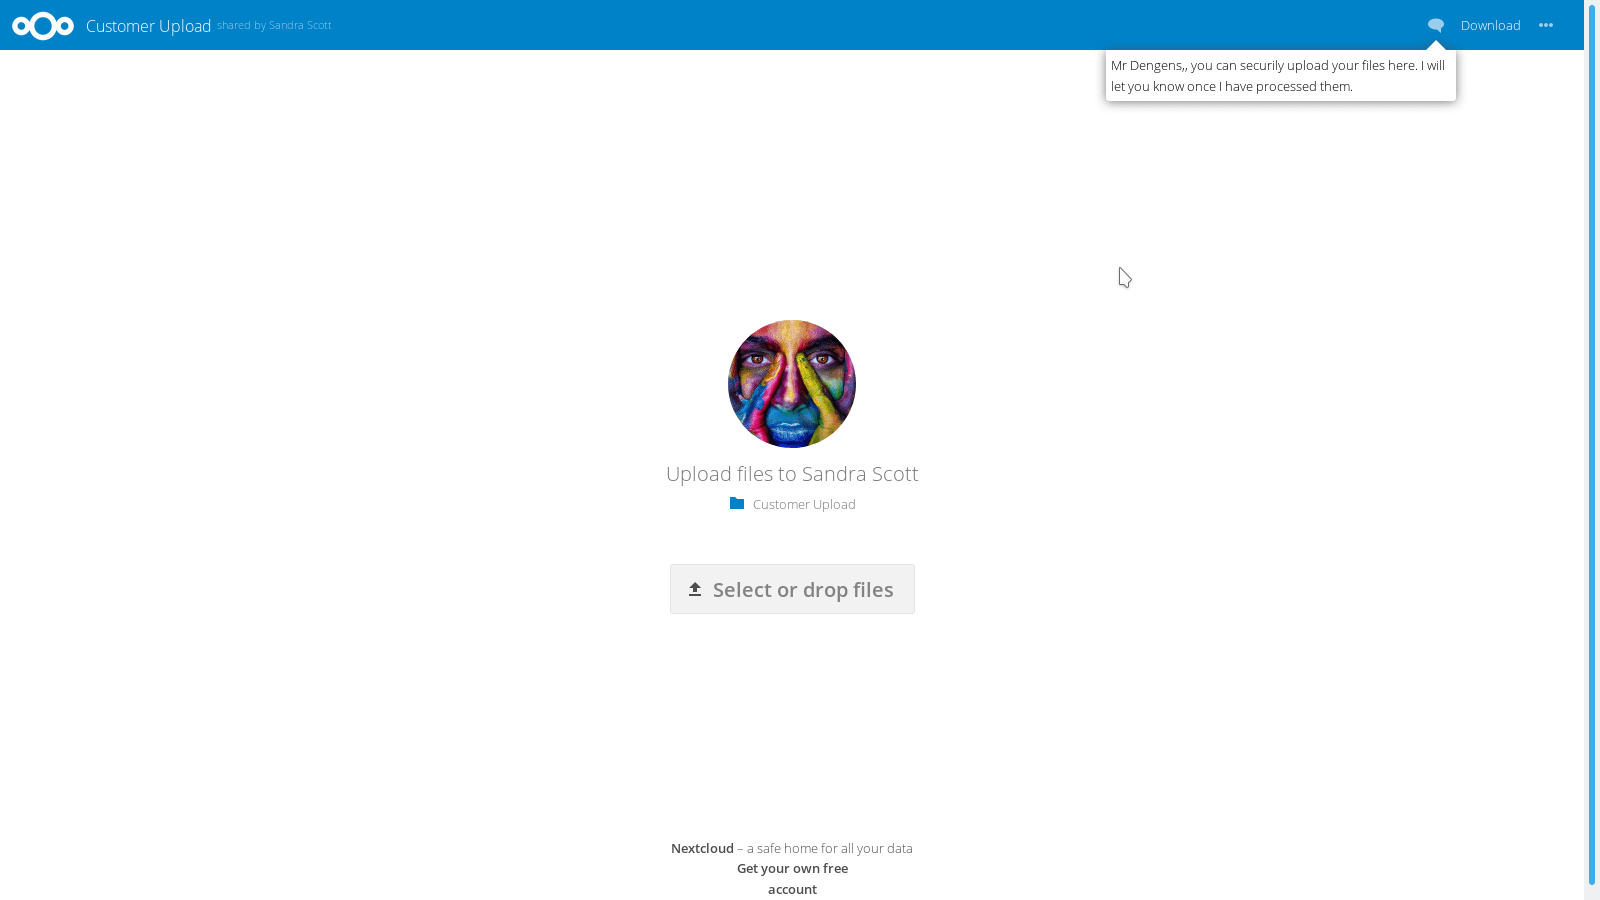 Customer Upload shared by Sandra Scott
Download
Mr Dengens,, you can securily upload your files here. I will
let you know once I have processed them.
Upload files to Sandra Scott
Customer Upload
Select or drop files
Nextcloud – a safe home for all your data
Get your own free
account